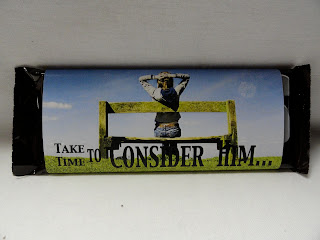 TAKE
TIME TO CONSIDER HIM...